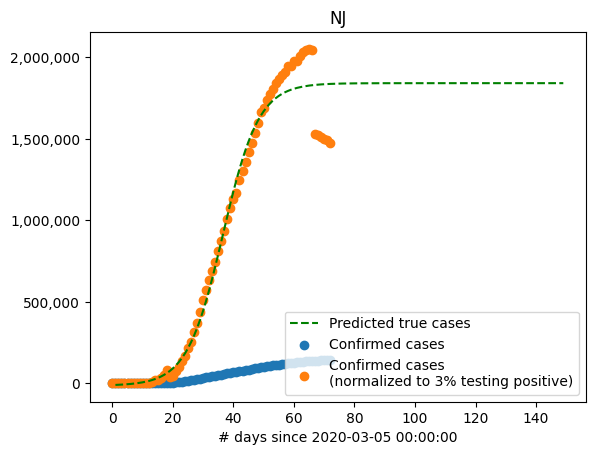 NJ
2,000,000
1,500,000
1,000,000
500,000
0
Predicted true cases
Confirmed cases
Confirmed cases
(normalized to 3% testing positive)
0 20 40 60 80 100 120 140
# days since 2020-03-05 00:00:00